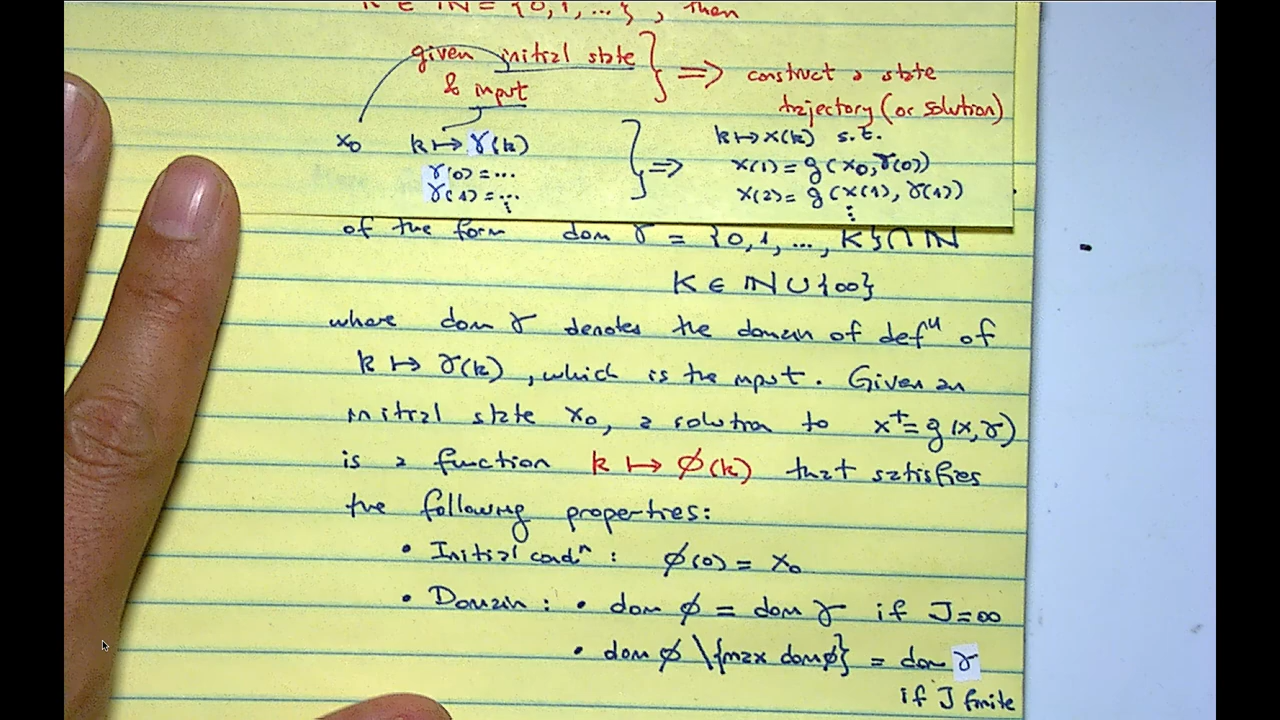 K ∈ ℕ = {0,1,...}, then
given initial state
& input
⇒ construct a state
trajectory (or solution)
x₀ k ↦ γ(k)
γ(0) = ...
γ(1) = ...
⋮
⇒ k ↦ x(k) s.t.
x(1) = g(x₀, γ(0))
x(2) = g(x(1), γ(1))
⋮
of the form dom γ = {0,1,...,K} ∩ ℕ
K ∈ ℕ ∪ {∞}
where dom γ denotes the domain of defⁿ of
k ↦ γ(k), which is the input. Given an
initial state x₀, a solution to x⁺ = g(x,γ)
is a function k ↦ ϕ(k) that satisfies
the following properties:
• Initial condⁿ: ϕ(0) = x₀
• Domain: • dom ϕ = dom γ if J=∞
• dom ϕ \ {max dom ϕ} = dom γ
if J finite